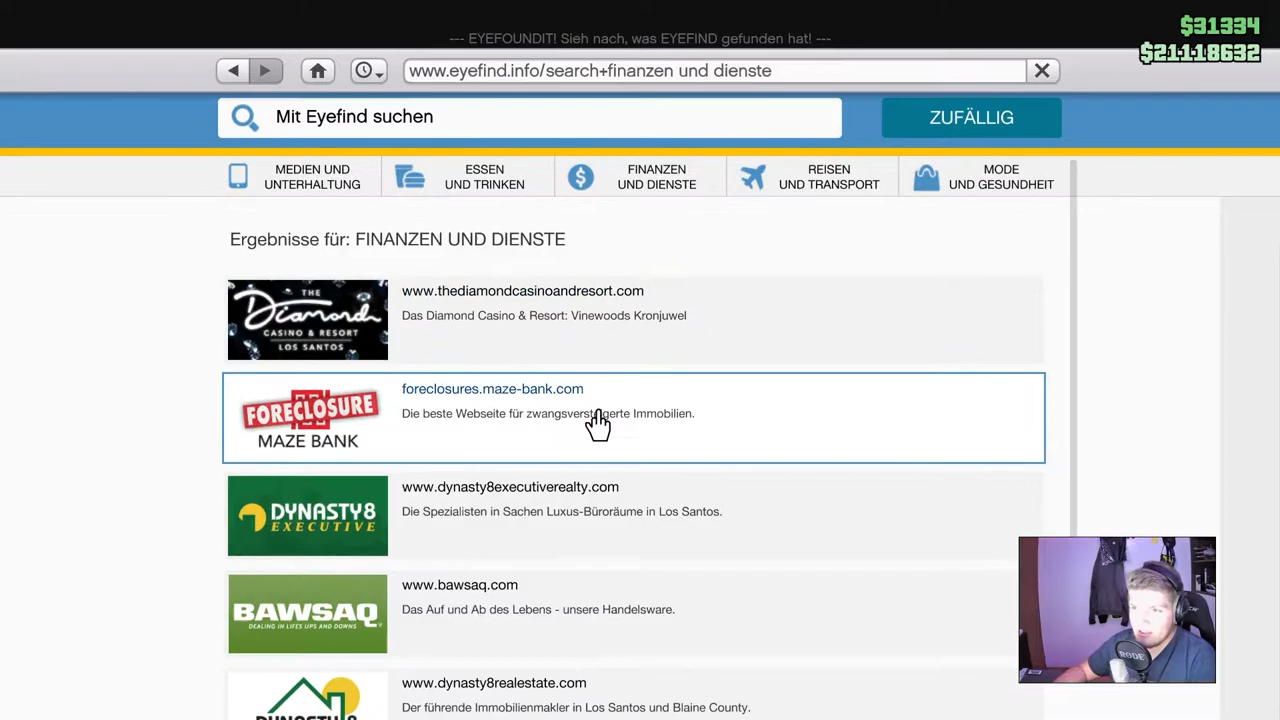 $31334
--- EYEFOUNDIT! Sieh nach, was EYEFIND gefunden hat! ---
$21118632
www.eyefind.info/search+finanzen und dienste
Mit Eyefind suchen
ZUFÄLLIG
MEDIEN UND
UNTERHALTUNG
ESSEN
UND TRINKEN
FINANZEN
UND DIENSTE
REISEN
UND TRANSPORT
MODE
UND GESUNDHEIT
Ergebnisse für: FINANZEN UND DIENSTE
THE
Diamond
CASINO & RESORT
LOS SANTOS
www.thediamondcasinoandresort.com
Das Diamond Casino & Resort: Vinewoods Kronjuwel
FORECLOSURE
MAZE BANK
foreclosures.maze-bank.com
Die beste Webseite für zwangsversteigerte Immobilien.
DYNASTY8
EXECUTIVE
www.dynasty8executiverealty.com
Die Spezialisten in Sachen Luxus-Büroräume in Los Santos.
BAWSAQ
DEALING IN LIFES UPS AND DOWNS
www.bawsaq.com
Das Auf und Ab des Lebens - unsere Handelsware.
DYNASTY 8
www.dynasty8realestate.com
Der führende Immobilienmakler in Los Santos und Blaine County.
RODE